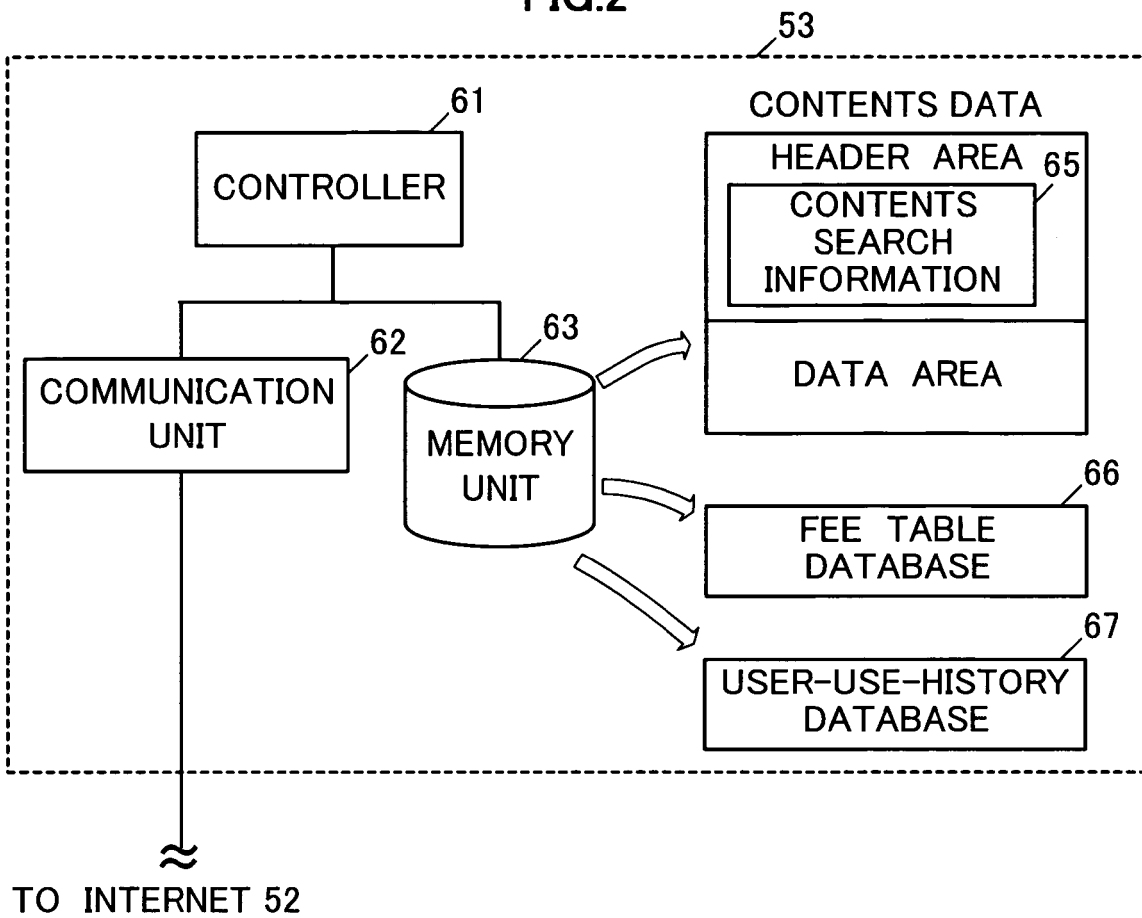 FIG.2
53
61
CONTROLLER
CONTENTS DATA
HEADER AREA
65
CONTENTS
SEARCH
INFORMATION
DATA AREA
62
COMMUNICATION
UNIT
63
MEMORY
UNIT
66
FEE TABLE
DATABASE
67
USER-USE-HISTORY
DATABASE
TO INTERNET 52